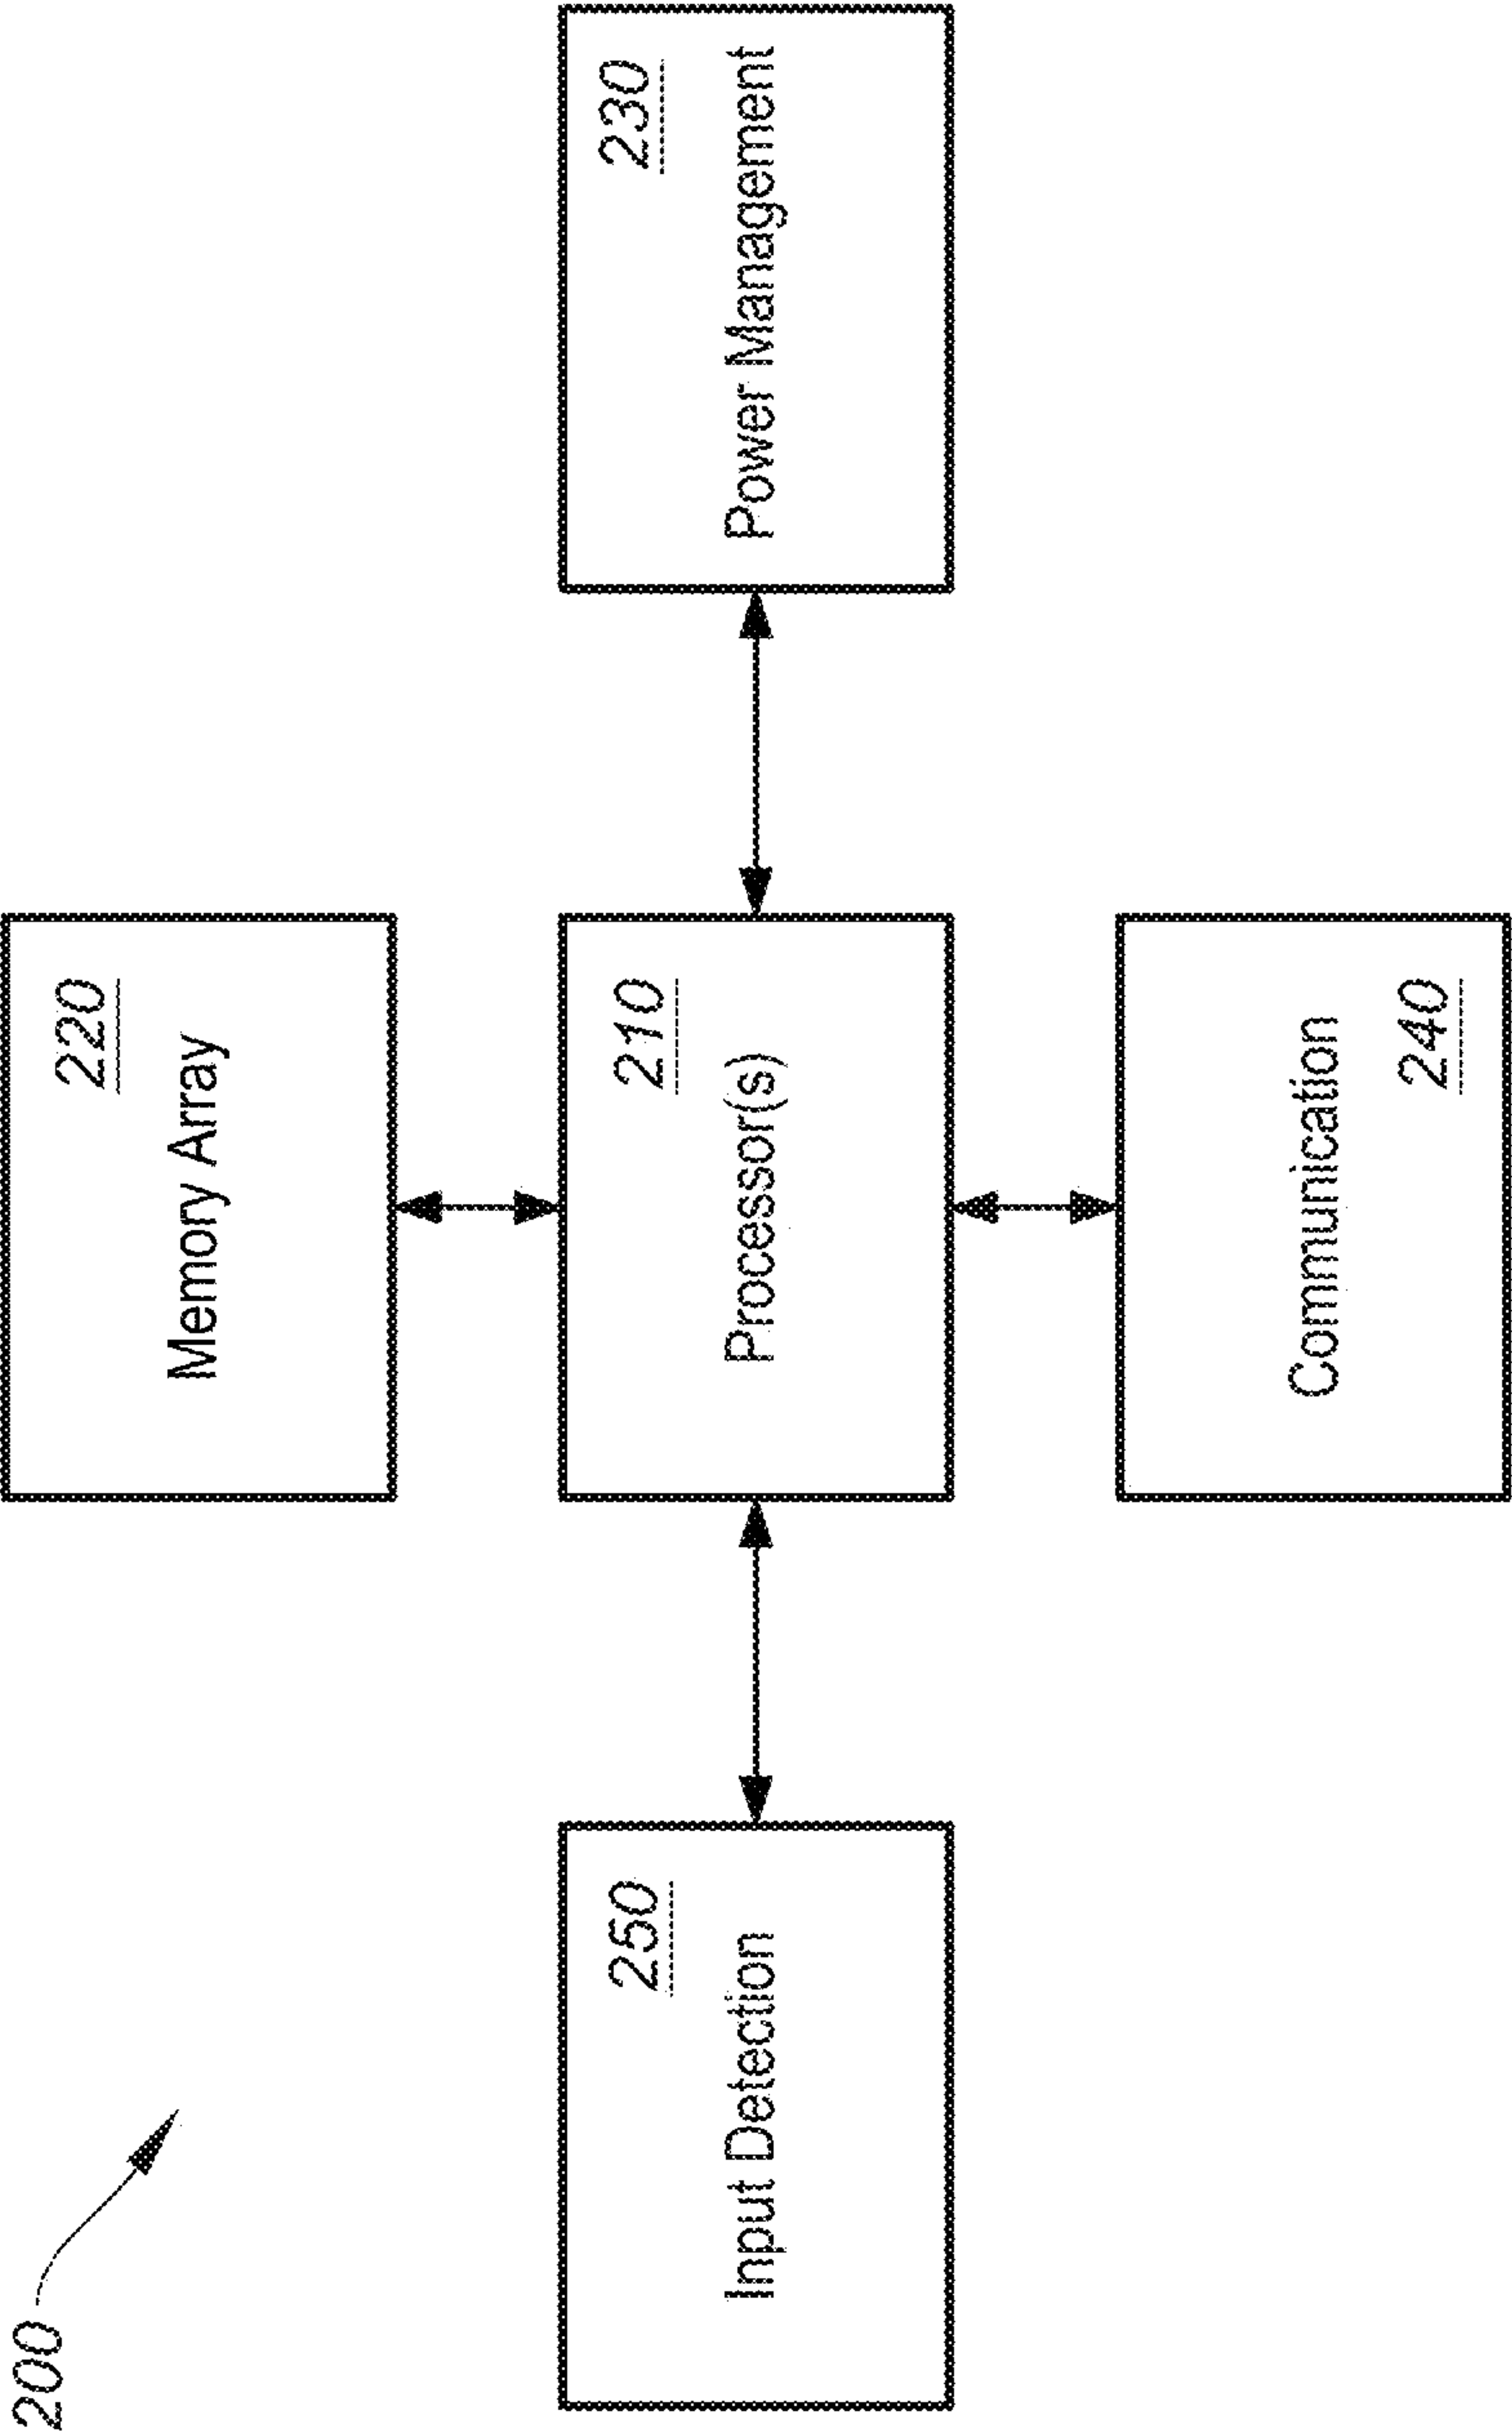 200
220
Memory Array
250
Input Detection
210
Processor(s)
230
Power Management
Communication
240